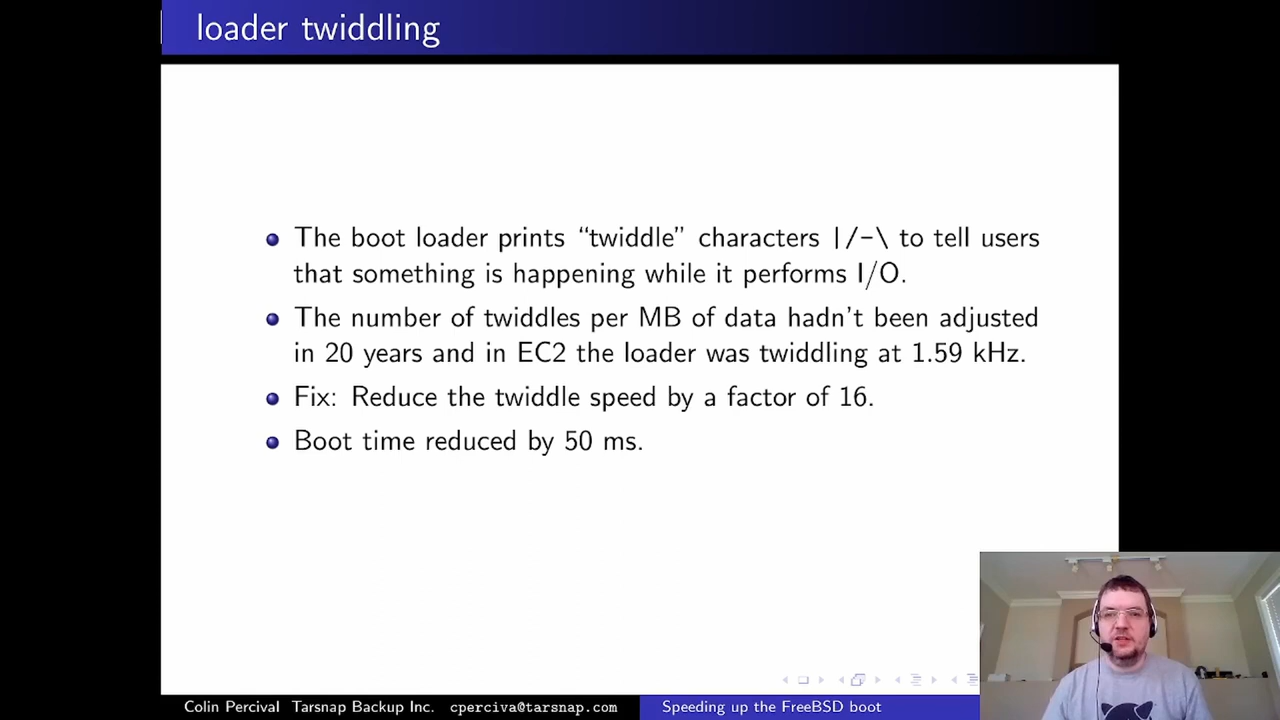 loader twiddling
The boot loader prints “twiddle” characters |/-\ to tell users
that something is happening while it performs I/O.
The number of twiddles per MB of data hadn’t been adjusted
in 20 years and in EC2 the loader was twiddling at 1.59 kHz.
Fix: Reduce the twiddle speed by a factor of 16.
Boot time reduced by 50 ms.
Colin Percival Tarsnap Backup Inc. cperciva@tarsnap.com
Speeding up the FreeBSD boot